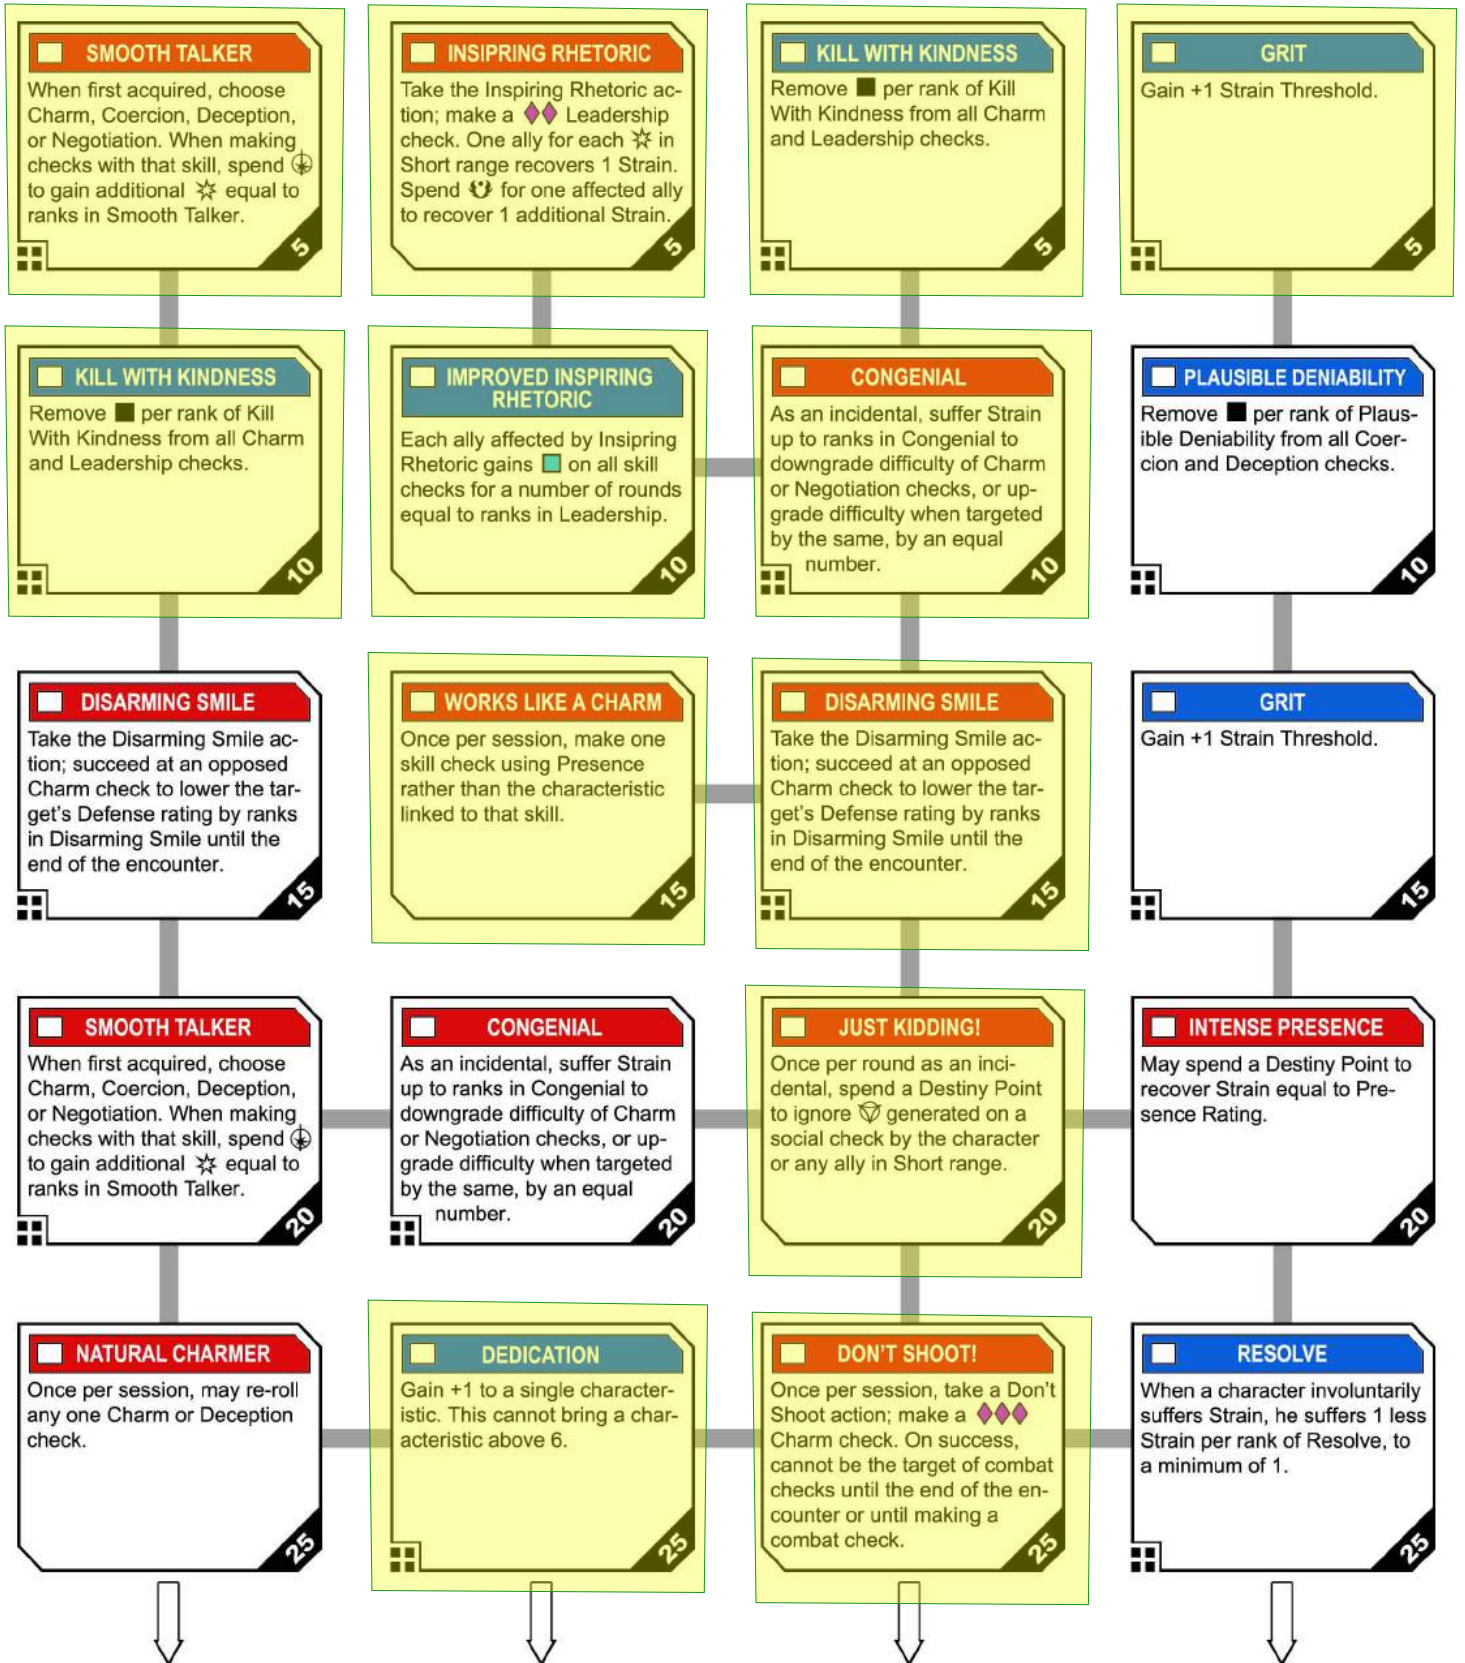 SMOOTH TALKER
When first acquired, choose
Charm, Coercion, Deception,
or Negotiation. When making
checks with that skill, spend
to gain additional equal to
ranks in Smooth Talker.
5
INSIPRING RHETORIC
Take the Inspiring Rhetoric ac-
tion; make a Leadership
check. One ally for each in
Short range recovers 1 Strain.
Spend for one affected ally
to recover 1 additional Strain.
5
KILL WITH KINDNESS
Remove per rank of Kill
With Kindness from all Charm
and Leadership checks.
5
GRIT
Gain +1 Strain Threshold.
5
KILL WITH KINDNESS
Remove per rank of Kill
With Kindness from all Charm
and Leadership checks.
10
IMPROVED INSPIRING
RHETORIC
Each ally affected by Insipring
Rhetoric gains on all skill
checks for a number of rounds
equal to ranks in Leadership.
10
CONGENIAL
As an incidental, suffer Strain
up to ranks in Congenial to
downgrade difficulty of Charm
or Negotiation checks, or up-
grade difficulty when targeted
by the same, by an equal
number.
10
PLAUSIBLE DENIABILITY
Remove per rank of Plaus-
ible Deniability from all Coer-
cion and Deception checks.
10
DISARMING SMILE
Take the Disarming Smile ac-
tion; succeed at an opposed
Charm check to lower the tar-
get's Defense rating by ranks
in Disarming Smile until the
end of the encounter.
15
WORKS LIKE A CHARM
Once per session, make one
skill check using Presence
rather than the characteristic
linked to that skill.
15
DISARMING SMILE
Take the Disarming Smile ac-
tion; succeed at an opposed
Charm check to lower the tar-
get's Defense rating by ranks
in Disarming Smile until the
end of the encounter.
15
GRIT
Gain +1 Strain Threshold.
15
SMOOTH TALKER
When first acquired, choose
Charm, Coercion, Deception,
or Negotiation. When making
checks with that skill, spend
to gain additional equal to
ranks in Smooth Talker.
20
CONGENIAL
As an incidental, suffer Strain
up to ranks in Congenial to
downgrade difficulty of Charm
or Negotiation checks, or up-
grade difficulty when targeted
by the same, by an equal
number.
20
JUST KIDDING!
Once per round as an inci-
dental, spend a Destiny Point
to ignore generated on a
social check by the character
or any ally in Short range.
20
INTENSE PRESENCE
May spend a Destiny Point to
recover Strain equal to Pre-
sence Rating.
20
NATURAL CHARMER
Once per session, may re-roll
any one Charm or Deception
check.
25
DEDICATION
Gain +1 to a single character-
istic. This cannot bring a char-
acteristic above 6.
25
DON'T SHOOT!
Once per session, take a Don't
Shoot action; make a
Charm check. On success,
cannot be the target of combat
checks until the end of the en-
counter or until making a
combat check.
25
RESOLVE
When a character involuntarily
suffers Strain, he suffers 1 less
Strain per rank of Resolve, to
a minimum of 1.
25